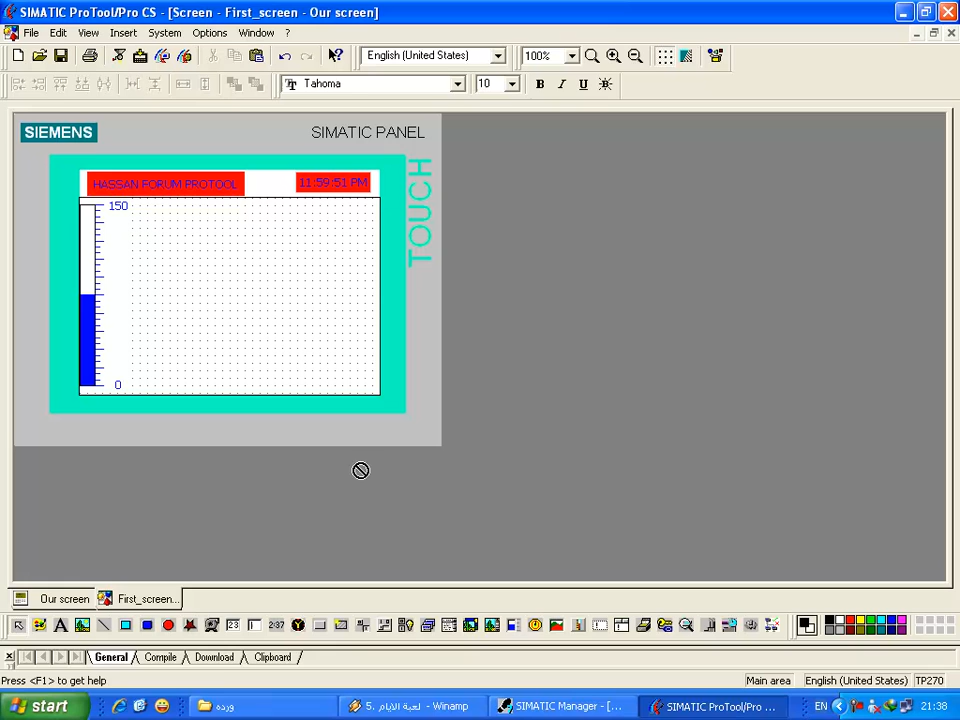 SIMATIC ProTool/Pro CS - [Screen - First_screen - Our screen]
File Edit View Insert System Options Window ?
English (United States) 100%
Tahoma 10 B I U
SIEMENS SIMATIC PANEL
TOUCH
HASSAN FORUM PROTOOL 11:59:51 PM
150
0
Our screen First_screen...
General Compile Download Clipboard
Press <F1> to get help Main area English (United States) TP270
start ورده 5. لعبة الايام - Winamp SIMATIC Manager - [... SIMATIC ProTool/Pro ... EN 21:38